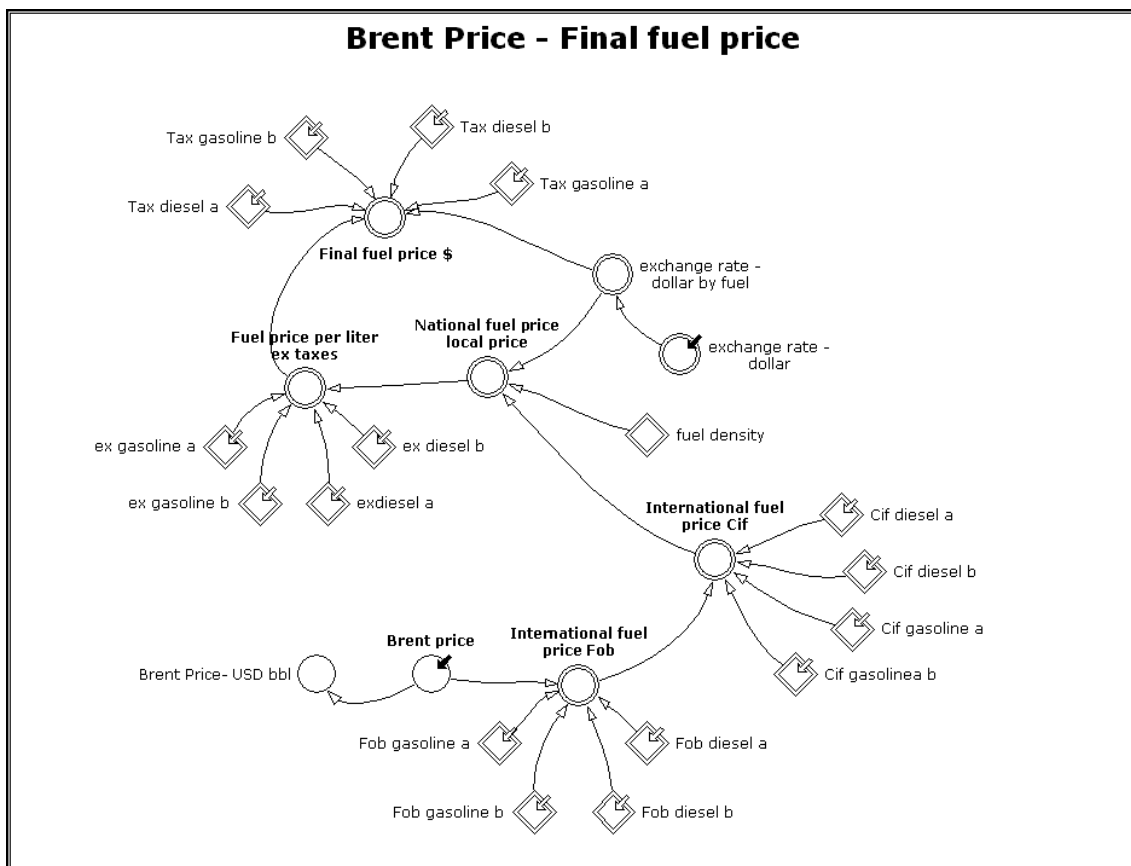 Brent Price - Final fuel price
Tax gasoline b
Tax diesel b
Tax diesel a
Tax gasoline a
Final fuel price $
exchange rate -
dollar by fuel
Fuel price per liter
ex taxes
National fuel price
local price
exchange rate -
dollar
ex gasoline a
ex diesel b
fuel density
ex gasoline b
exdiesel a
International fuel
price Cif
Cif diesel a
Cif diesel b
Cif gasoline a
Cif gasolinea b
Brent Price- USD bbl
Brent price
International fuel
price Fob
Fob gasoline a
Fob diesel a
Fob gasoline b
Fob diesel b